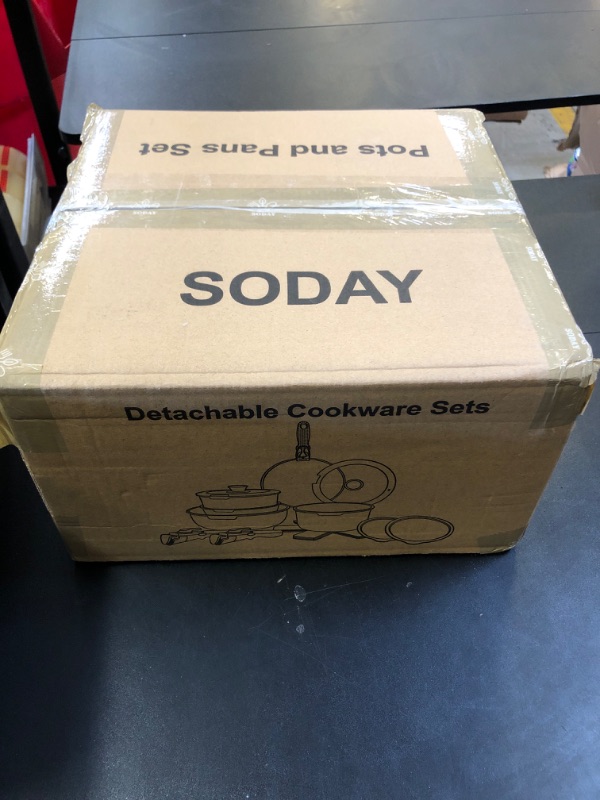 Pots and Pans Set
SODAY
Detachable Cookware Sets